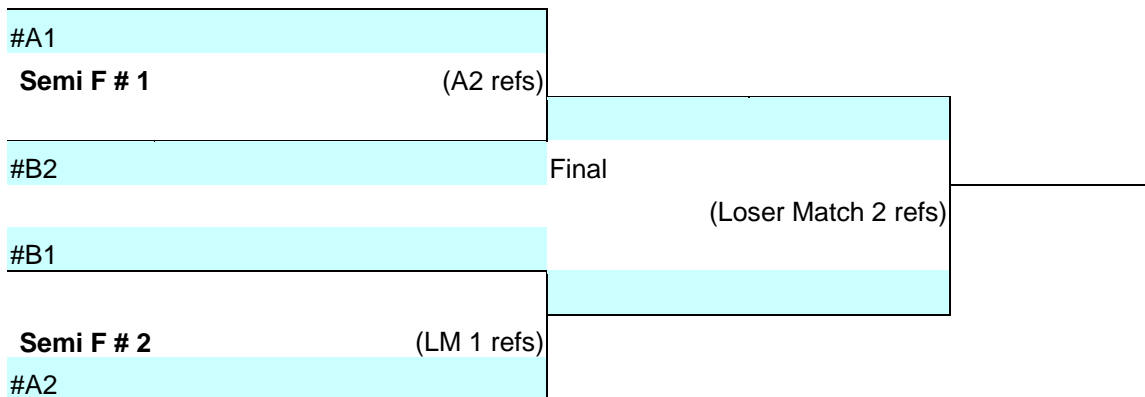 #A1
Semi F # 1 (A2 refs)
#B2 Final
(Loser Match 2 refs)
#B1
Semi F # 2 (LM 1 refs)
#A2